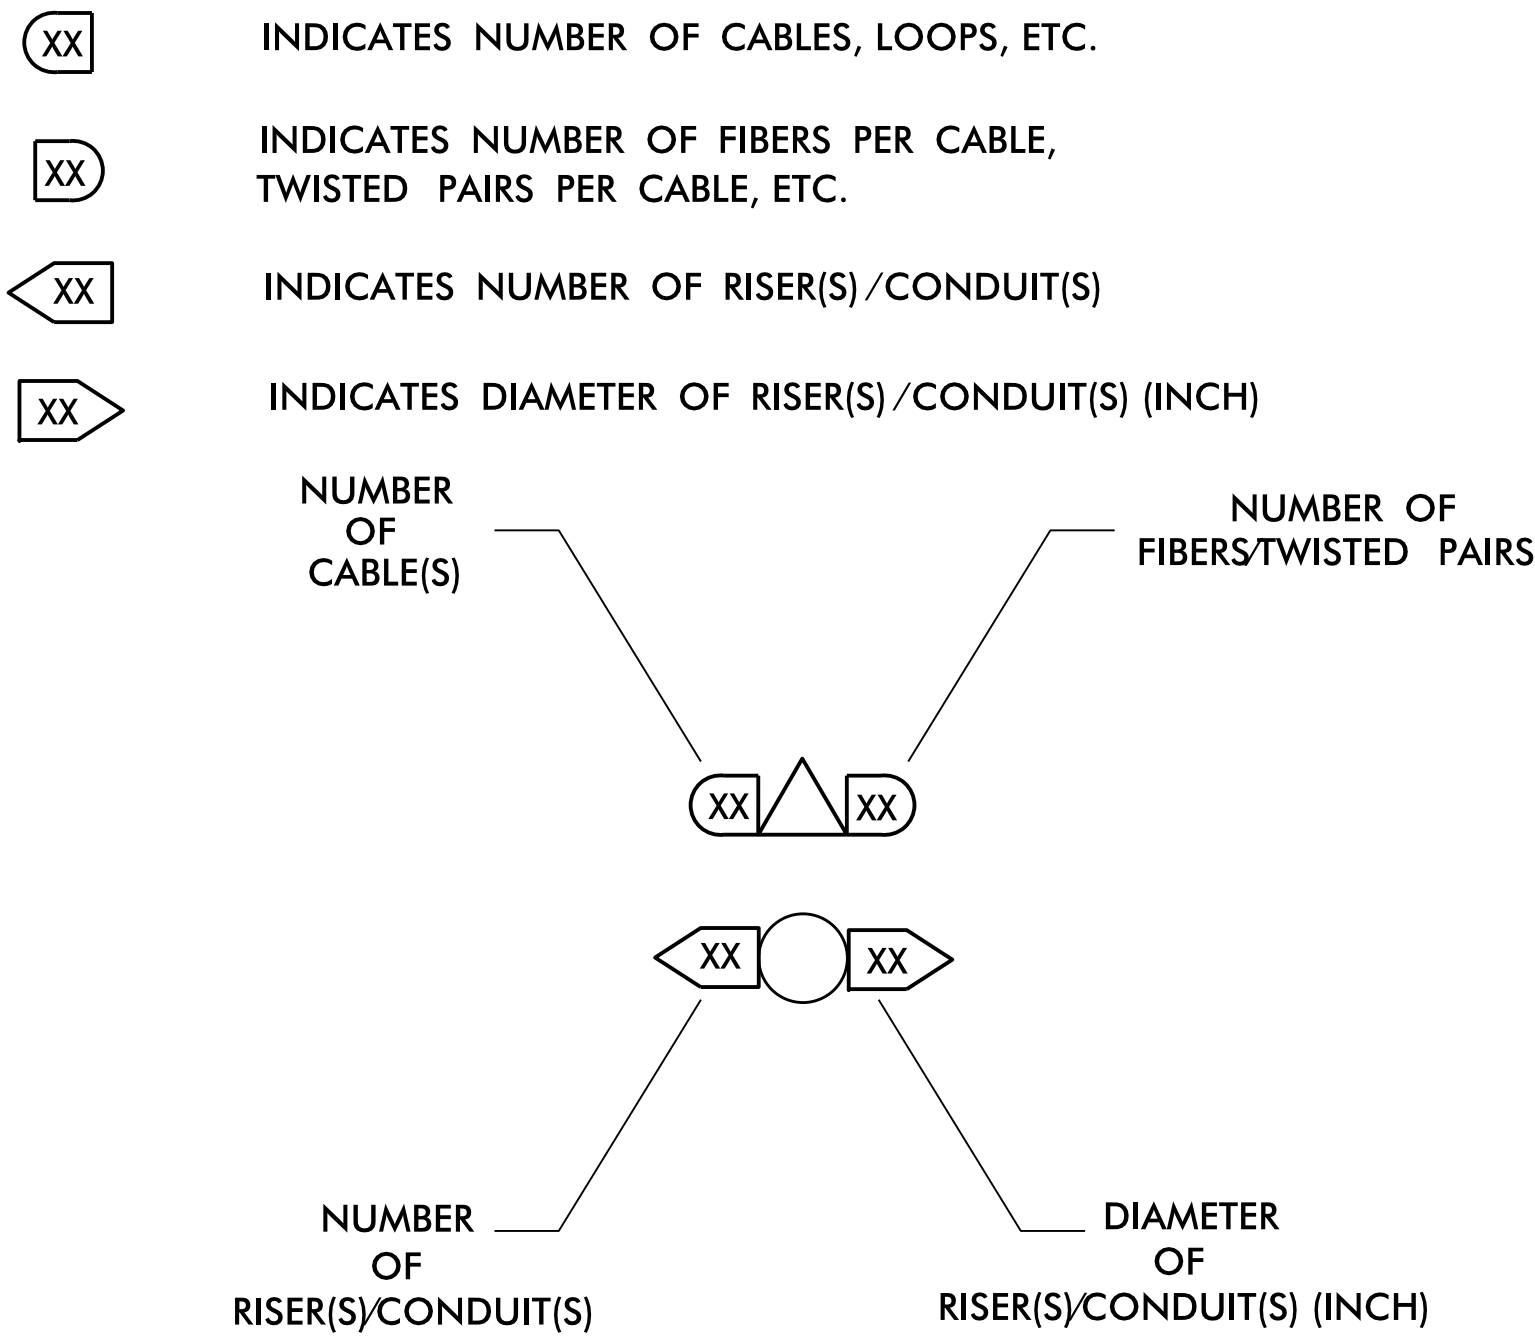 XX INDICATES NUMBER OF CABLES, LOOPS, ETC.
XX INDICATES NUMBER OF FIBERS PER CABLE,
TWISTED PAIRS PER CABLE, ETC.
XX INDICATES NUMBER OF RISER(S)/CONDUIT(S)
XX INDICATES DIAMETER OF RISER(S)/CONDUIT(S) (INCH)
NUMBER
OF
CABLE(S)
NUMBER OF
FIBERS/TWISTED PAIRS
XX XX
XX XX
NUMBER
OF
RISER(S)/CONDUIT(S)
DIAMETER
OF
RISER(S)/CONDUIT(S) (INCH)